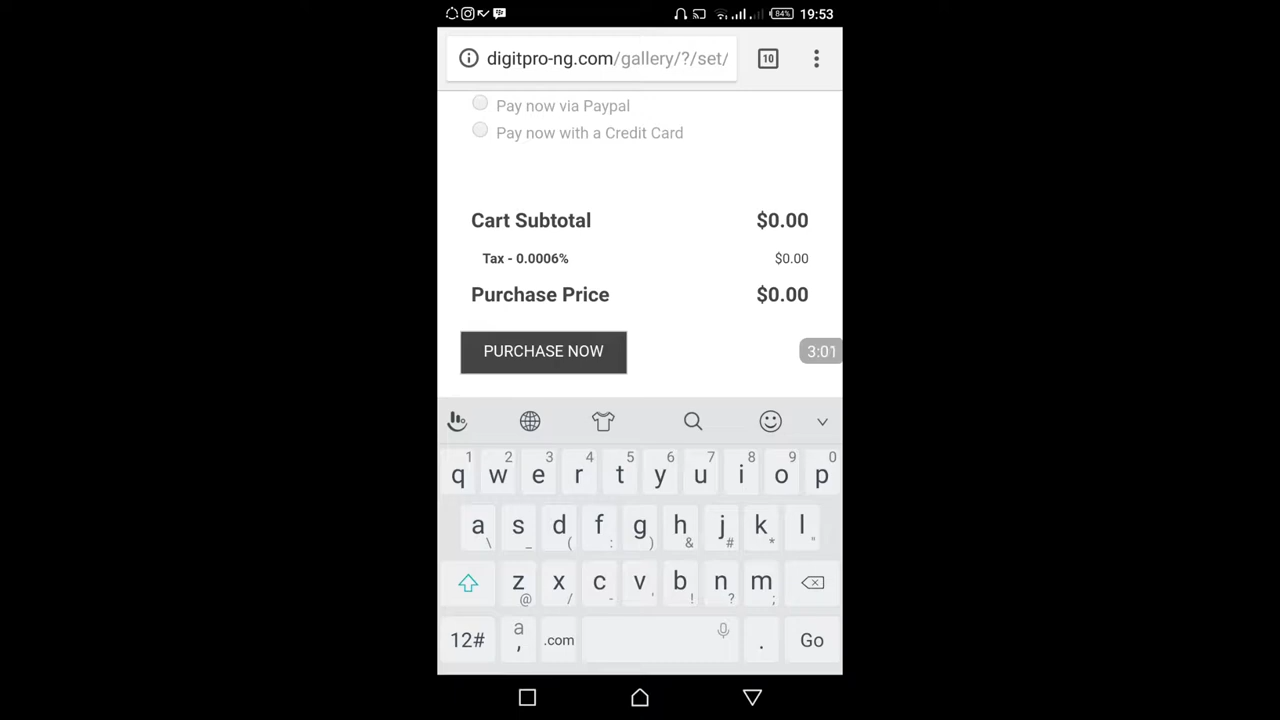 84% 19:53
digitpro-ng.com/gallery/?/set/ 10
Pay now via Paypal
Pay now with a Credit Card
Cart Subtotal $0.00
Tax - 0.0006% $0.00
Purchase Price $0.00
PURCHASE NOW
3:01
1 2 3 4 5 6 7 8 9 0
q w e r t y u i o p
a s d f g h j k l
\ _ ( : ) & # * "
z x c v b n m
@ / - ' ! ? ;
12# a , .com . Go